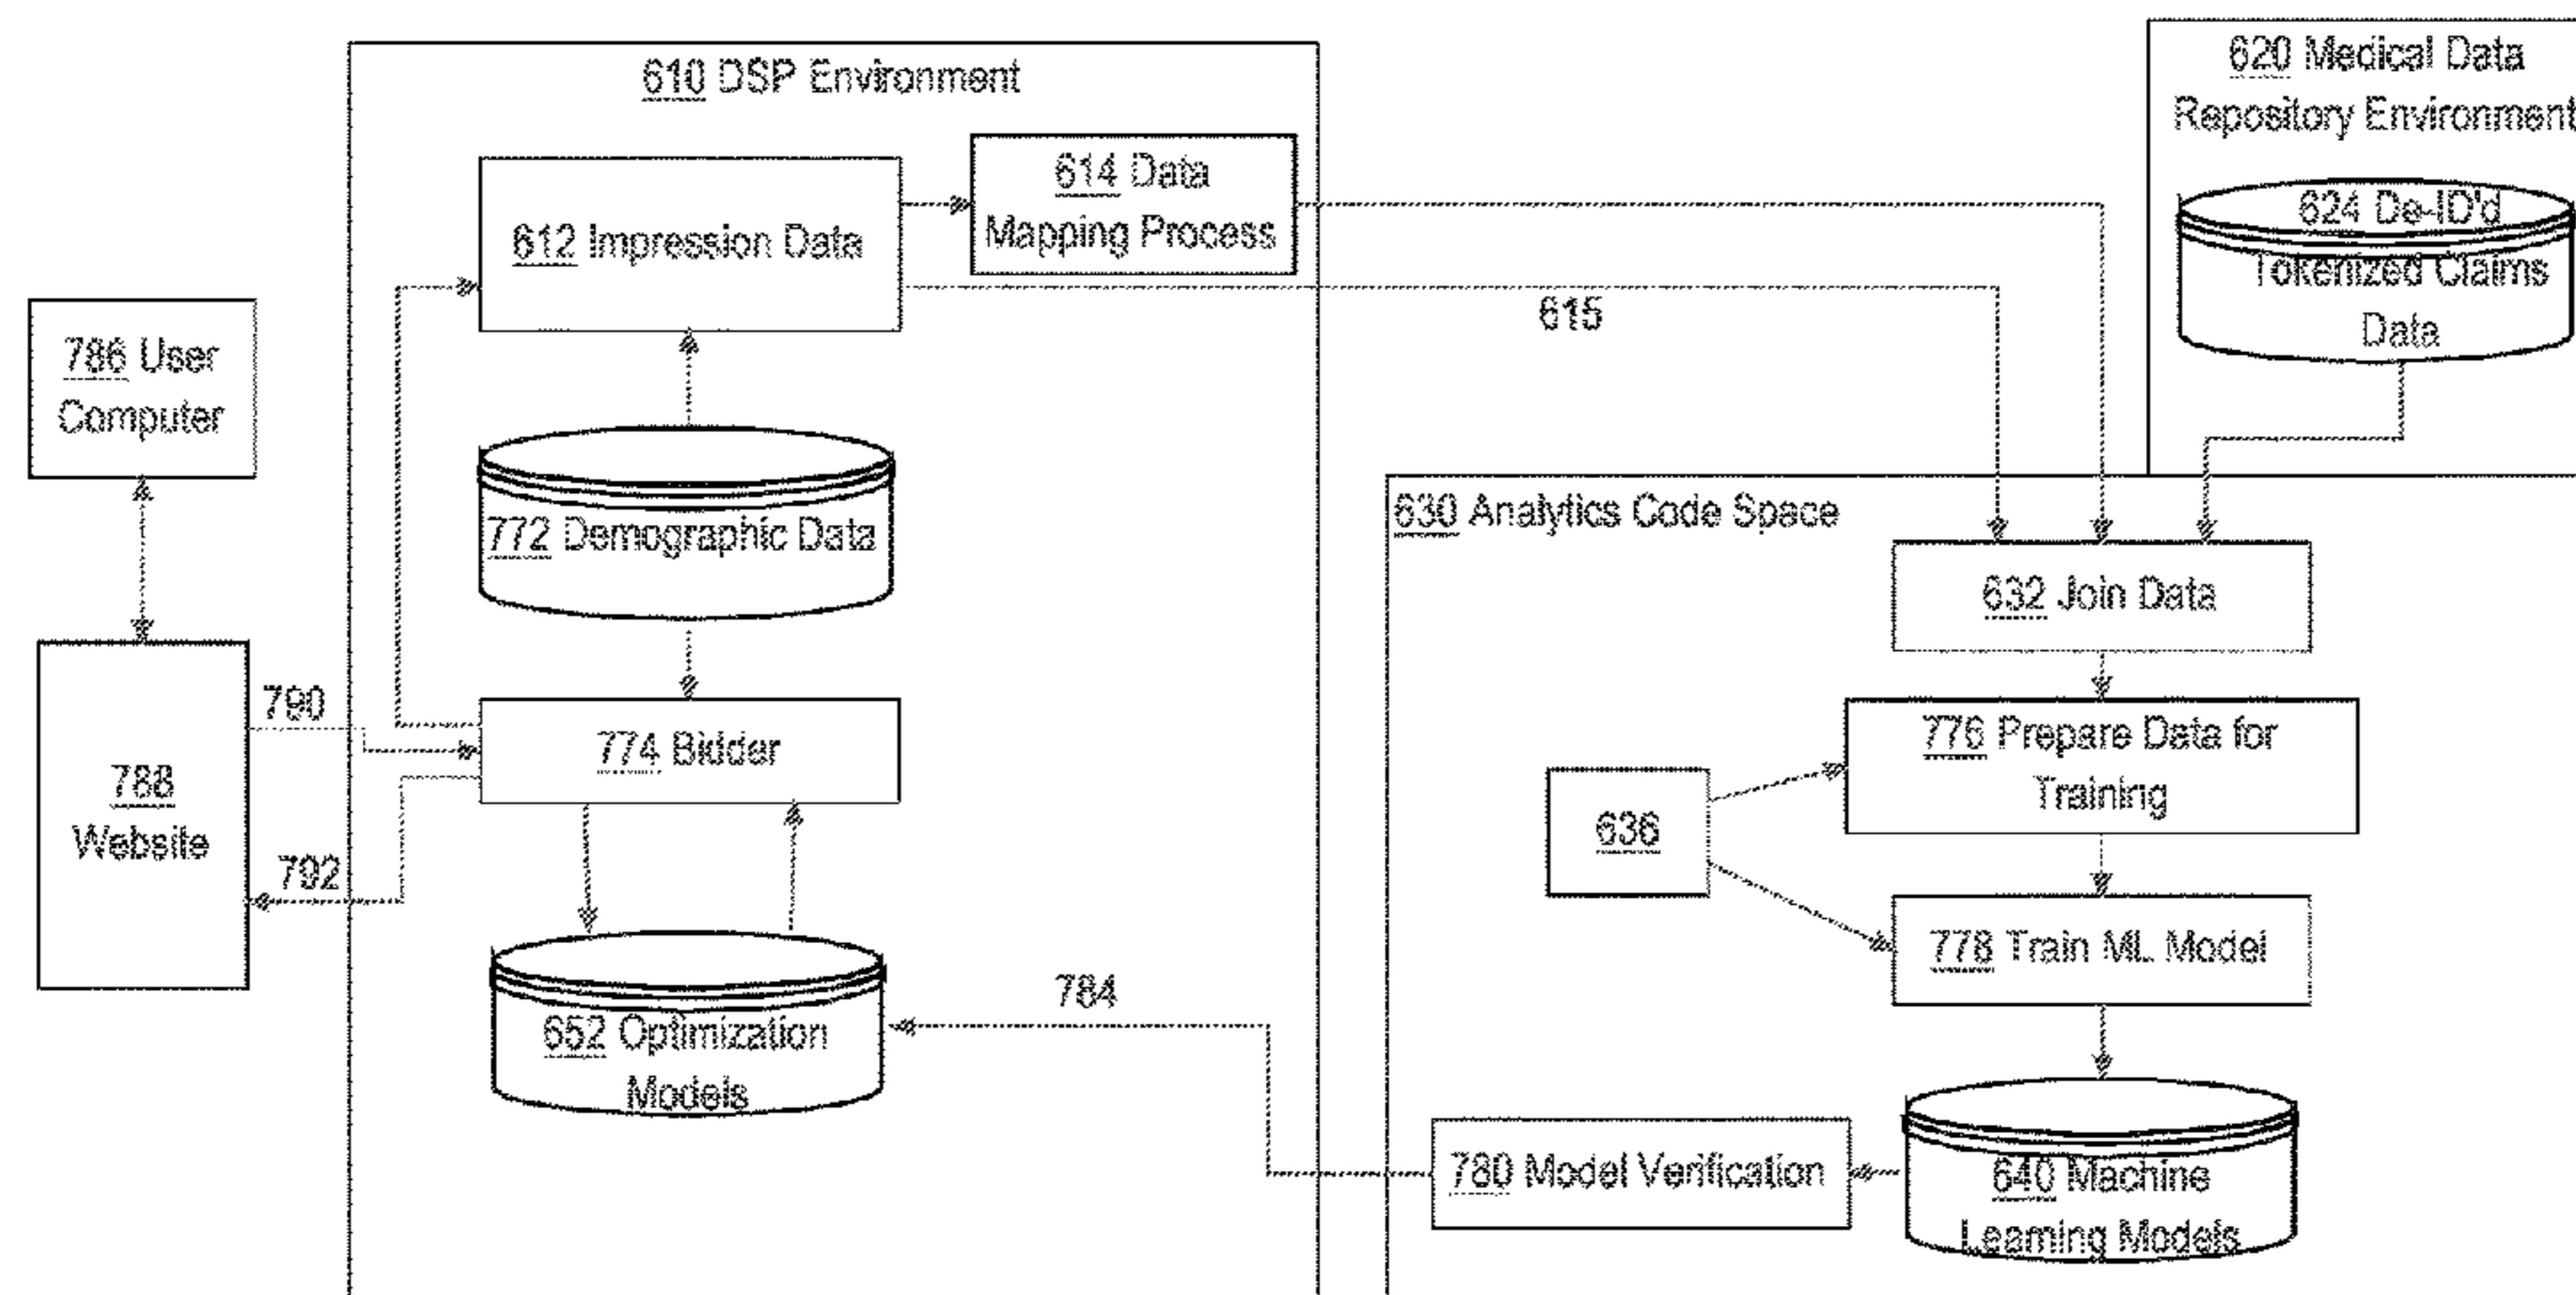 610 DSP Environment
620 Medical Data
Repository Environment
612 Impression Data
614 Data
Mapping Process
624 De-ID'd
Tokenized Claims
Data
615
786 User
Computer
772 Demographic Data
630 Analytics Code Space
632 Join Data
790
774 Bidder
776 Prepare Data for
Training
788
Website
636
792
778 Train ML Model
784
652 Optimization
Models
780 Model Verification
640 Machine
Learning Models